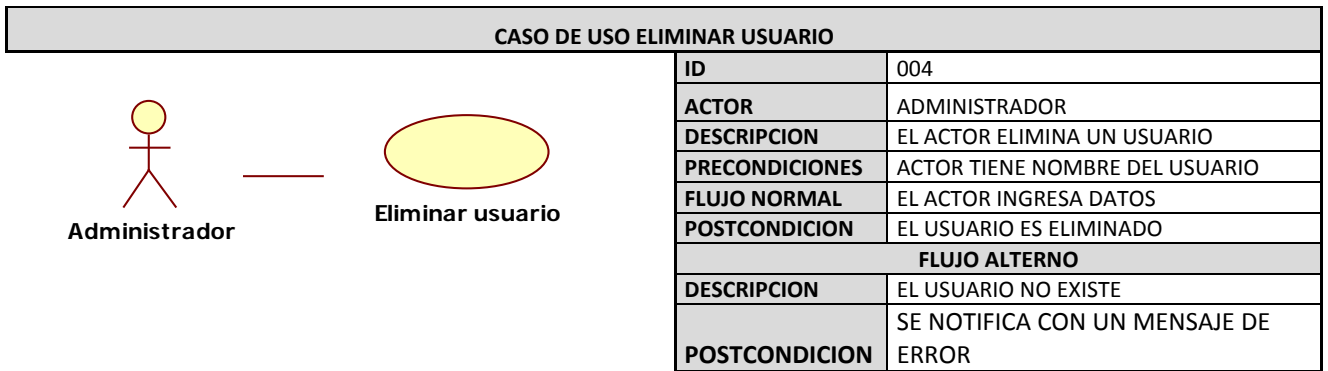 CASO DE USO ELIMINAR USUARIO
ID 004
ACTOR ADMINISTRADOR
DESCRIPCION EL ACTOR ELIMINA UN USUARIO
PRECONDICIONES ACTOR TIENE NOMBRE DEL USUARIO
FLUJO NORMAL EL ACTOR INGRESA DATOS
POSTCONDICION EL USUARIO ES ELIMINADO
FLUJO ALTERNO
DESCRIPCION EL USUARIO NO EXISTE
POSTCONDICION SE NOTIFICA CON UN MENSAJE DE
ERROR
Administrador
Eliminar usuario